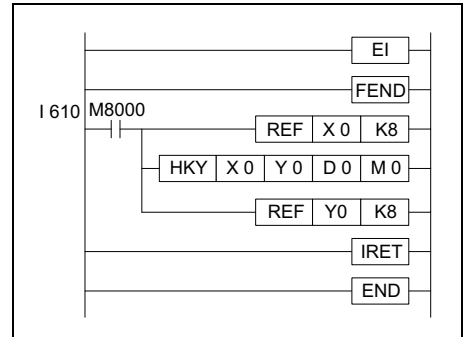 EI
FEND
I 610 M8000
REF X 0 K8
HKY X 0 Y 0 D 0 M 0
REF Y0 K8
IRET
END